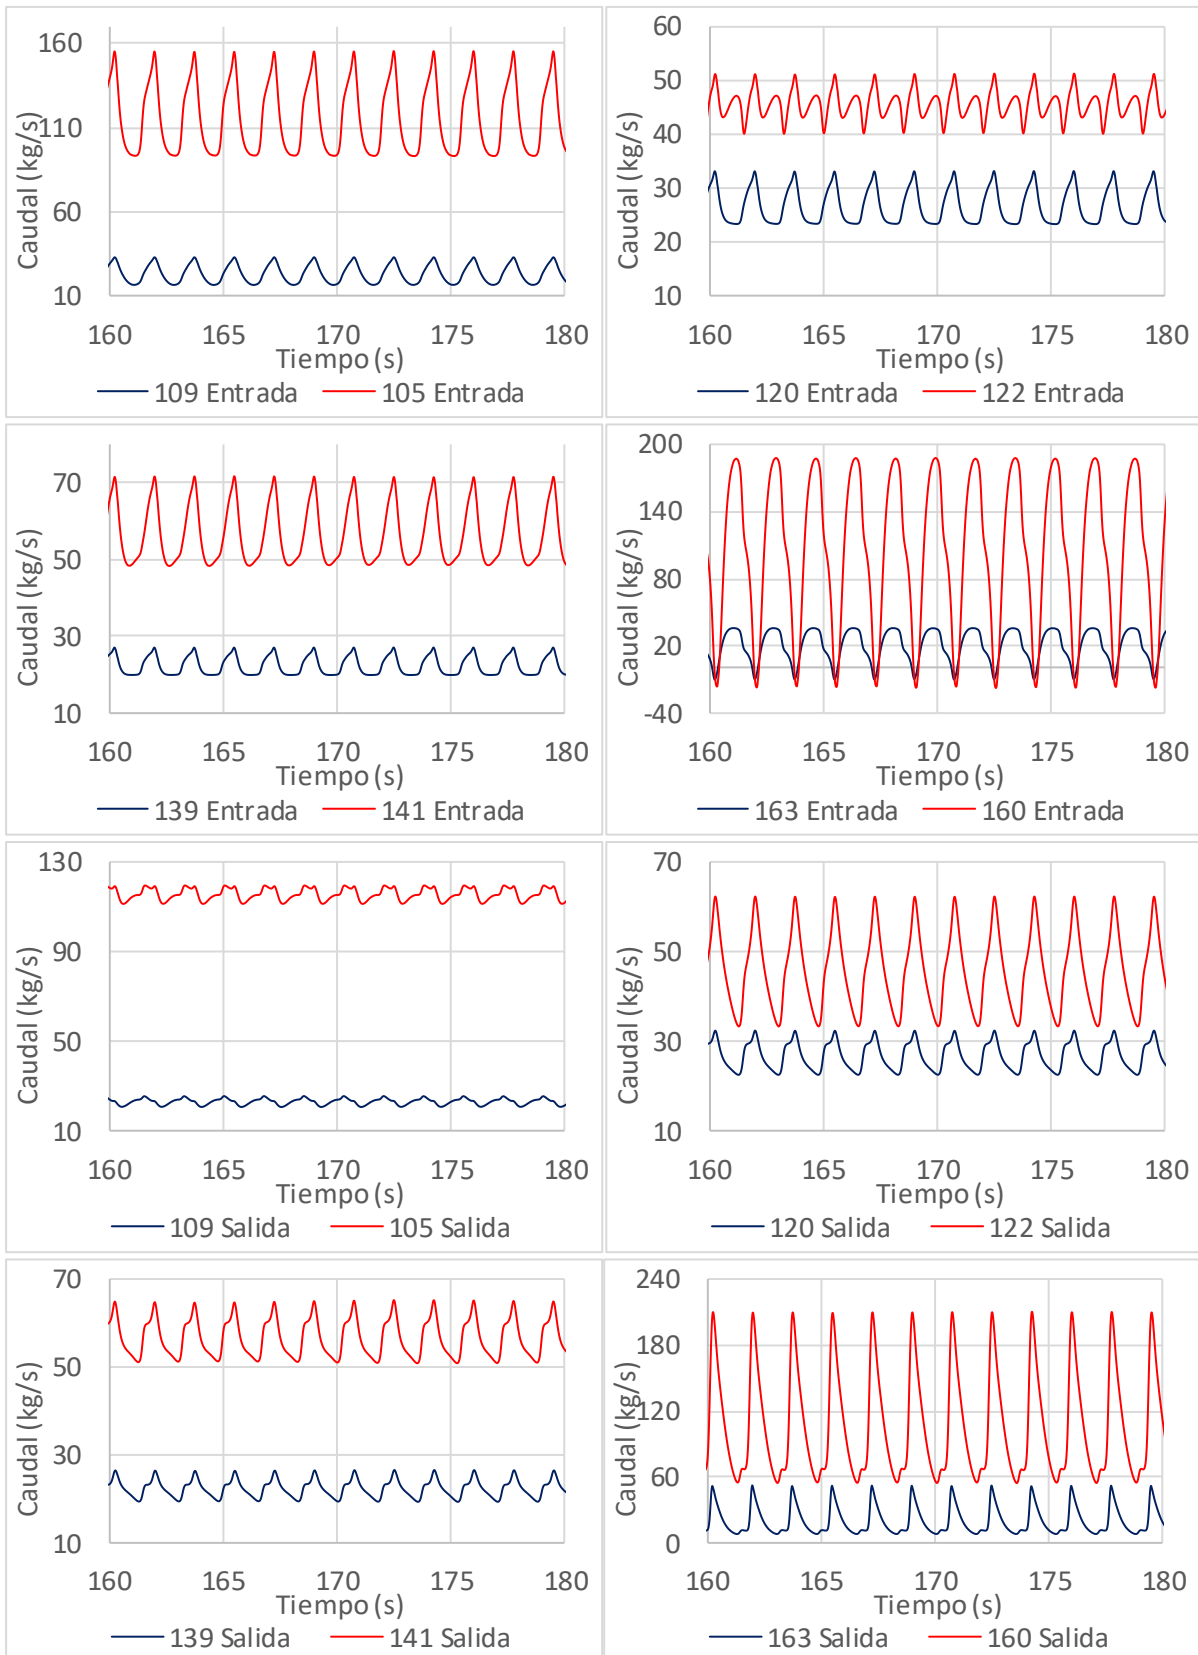 160
110
60
10
Caudal (kg/s)
160 165 170 175 180
Tiempo (s)
109 Entrada 105 Entrada
60
50
40
30
20
10
Caudal (kg/s)
160 165 170 175 180
Tiempo (s)
120 Entrada 122 Entrada
70
50
30
10
Caudal (kg/s)
160 165 170 175 180
Tiempo (s)
139 Entrada 141 Entrada
200
140
80
20
-40
Caudal (kg/s)
160 165 170 175 180
Tiempo (s)
163 Entrada 160 Entrada
130
90
50
10
Caudal (kg/s)
160 165 170 175 180
Tiempo (s)
109 Salida 105 Salida
70
50
30
10
Caudal (kg/s)
160 165 170 175 180
Tiempo (s)
120 Salida 122 Salida
70
50
30
10
Caudal (kg/s)
160 165 170 175 180
Tiempo (s)
139 Salida 141 Salida
240
180
120
60
0
Caudal (kg/s)
160 165 170 175 180
Tiempo (s)
163 Salida 160 Salida